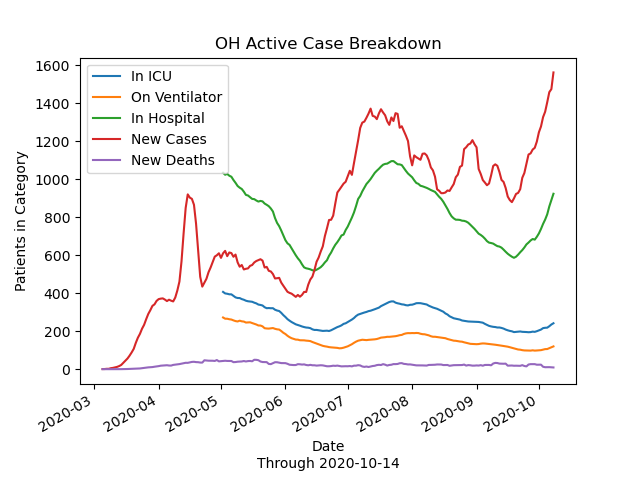 OH Active Case Breakdown
In ICU
On Ventilator
In Hospital
New Cases
New Deaths
Patients in Category
1600
1400
1200
1000
800
600
400
200
0
2020-03
2020-04
2020-05
2020-06
2020-07
2020-08
2020-09
2020-10
Date
Through 2020-10-14